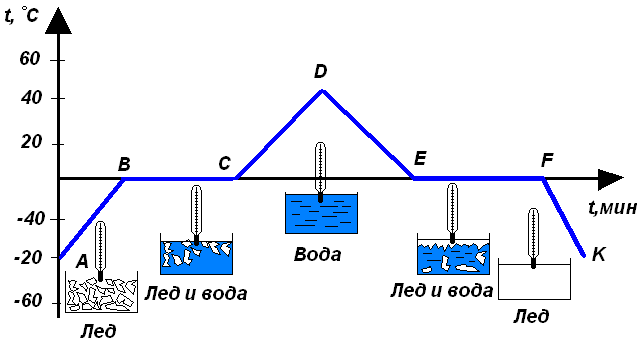 t, °C
60
40
20
-40
-20
-60
A
B
C
D
E
F
K
t,мин
Лед
Лед и вода
Вода
Лед и вода
Лед